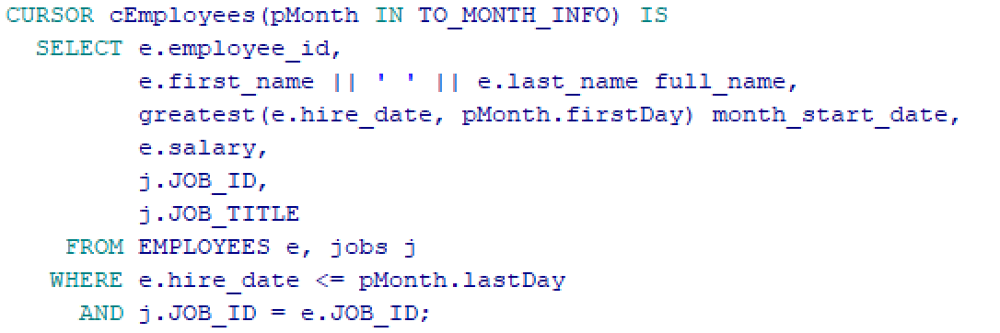 CURSOR cEmployees(pMonth IN TO_MONTH_INFO) IS
SELECT e.employee_id,
e.first_name || ' ' || e.last_name full_name,
greatest(e.hire_date, pMonth.firstDay) month_start_date,
e.salary,
j.JOB_ID,
j.JOB_TITLE
FROM EMPLOYEES e, jobs j
WHERE e.hire_date <= pMonth.lastDay
AND j.JOB_ID = e.JOB_ID;